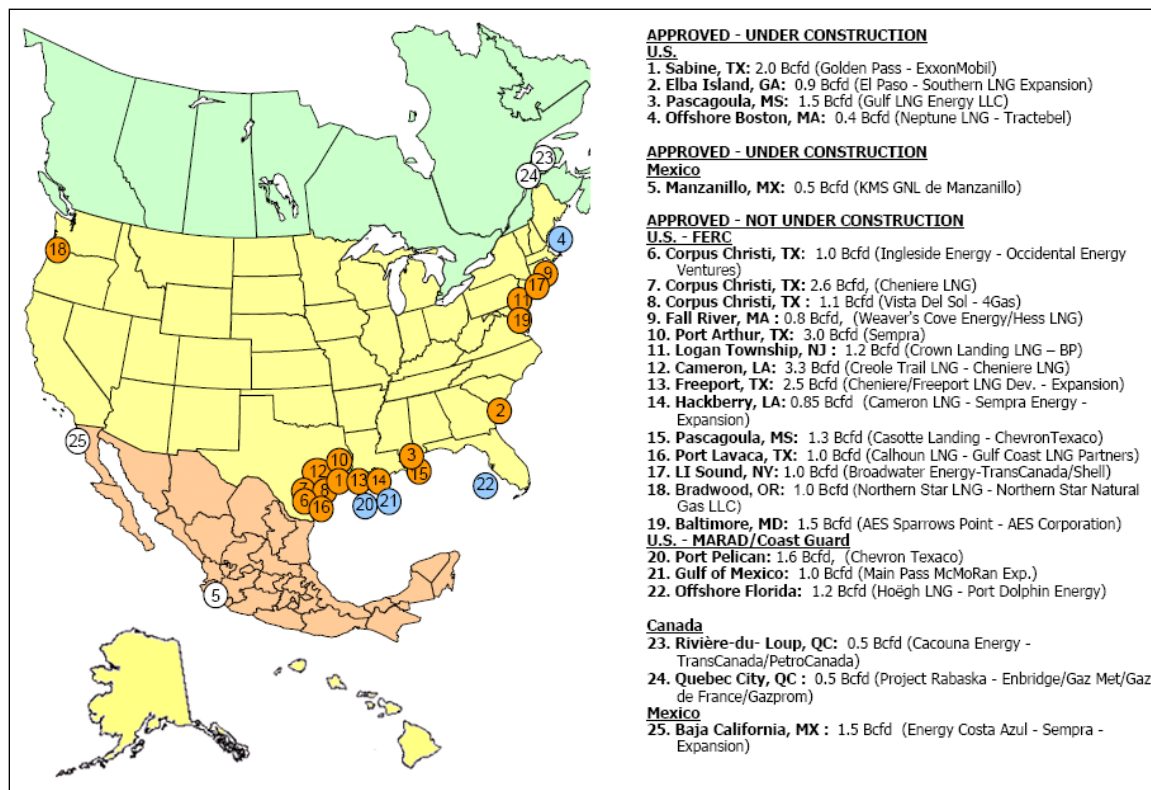 APPROVED - UNDER CONSTRUCTION
U.S.
1. Sabine, TX: 2.0 Bcfd (Golden Pass - ExxonMobil)
2. Elba Island, GA: 0.9 Bcfd (El Paso - Southern LNG Expansion)
3. Pascagoula, MS: 1.5 Bcfd (Gulf LNG Energy LLC)
4. Offshore Boston, MA: 0.4 Bcfd (Neptune LNG - Tractebel)
APPROVED - UNDER CONSTRUCTION
Mexico
5. Manzanillo, MX: 0.5 Bcfd (KMS GNL de Manzanillo)
APPROVED - NOT UNDER CONSTRUCTION
U.S. - FERC
6. Corpus Christi, TX: 1.0 Bcfd (Ingleside Energy - Occidental Energy
Ventures)
7. Corpus Christi, TX: 2.6 Bcfd, (Cheniere LNG)
8. Corpus Christi, TX : 1.1 Bcfd (Vista Del Sol - 4Gas)
9. Fall River, MA : 0.8 Bcfd, (Weaver's Cove Energy/Hess LNG)
10. Port Arthur, TX: 3.0 Bcfd (Sempra)
11. Logan Township, NJ : 1.2 Bcfd (Crown Landing LNG – BP)
12. Cameron, LA: 3.3 Bcfd (Creole Trail LNG - Cheniere LNG)
13. Freeport, TX: 2.5 Bcfd (Cheniere/Freeport LNG Dev. - Expansion)
14. Hackberry, LA: 0.85 Bcfd (Cameron LNG - Sempra Energy -
Expansion)
15. Pascagoula, MS: 1.3 Bcfd (Casotte Landing - ChevronTexaco)
16. Port Lavaca, TX: 1.0 Bcfd (Calhoun LNG - Gulf Coast LNG Partners)
17. LI Sound, NY: 1.0 Bcfd (Broadwater Energy-TransCanada/Shell)
18. Bradwood, OR: 1.0 Bcfd (Northern Star LNG - Northern Star Natural
Gas LLC)
19. Baltimore, MD: 1.5 Bcfd (AES Sparrows Point - AES Corporation)
U.S. - MARAD/Coast Guard
20. Port Pelican: 1.6 Bcfd, (Chevron Texaco)
21. Gulf of Mexico: 1.0 Bcfd (Main Pass McMoRan Exp.)
22. Offshore Florida: 1.2 Bcfd (Hoëgh LNG - Port Dolphin Energy)
Canada
23. Rivière-du- Loup, QC: 0.5 Bcfd (Cacouna Energy -
TransCanada/PetroCanada)
24. Quebec City, QC : 0.5 Bcfd (Project Rabaska - Enbridge/Gaz Met/Gaz
de France/Gazprom)
Mexico
25. Baja California, MX : 1.5 Bcfd (Energy Costa Azul - Sempra -
Expansion)
23
24
18
4
9
17
11
19
2
25
3
10
12
15
1
13
14
7
8
6
22
20
21
16
5